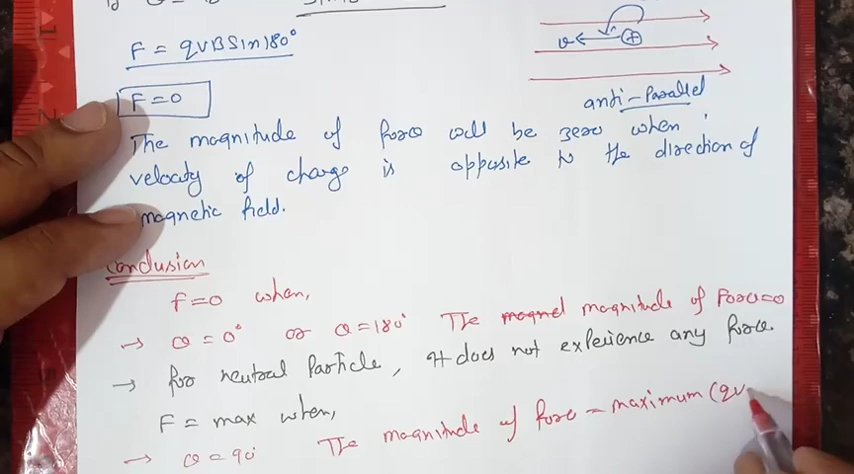 F = qvBSin180°
F=0
v
+
anti-Parallel
The magnitude of force will be zero when
velocity of charge is opposite to the direction of
magnetic field.
Conclusion
F=0 when,
→ θ = 0° or θ=180° The magnitude of Force=0
→ for neutral Particle, It does not experience any force
F = max when,
→ θ=90° The magnitude of force = maximum (qv